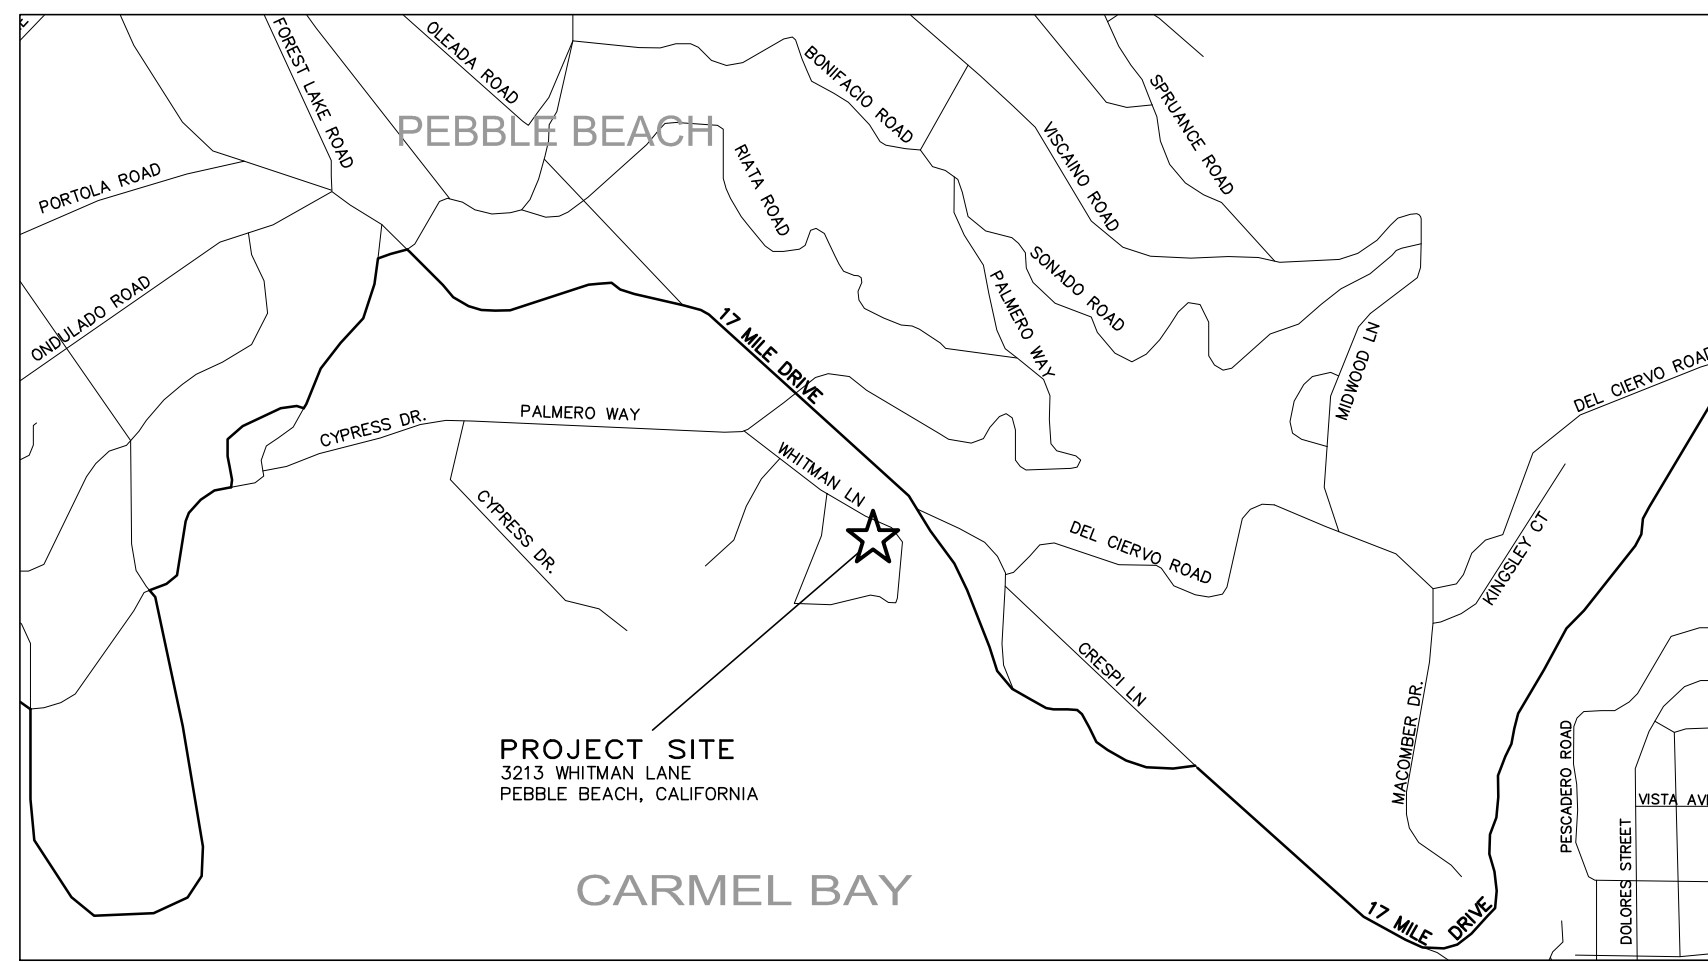 FOREST LAKE ROAD
OLEADA ROAD
PEBBLE BEACH
BONIFACIO ROAD
SPRUANCE ROAD
VISCAINO ROAD
RIATA ROAD
PORTOLA ROAD
ONDULADO ROAD
PALMERO WAY
SONADO ROAD
17 MILE DRIVE
MIDWOOD LN
DEL CIERVO ROAD
CYPRESS DR.
PALMERO WAY
WHITMAN LN
CYPRESS DR.
DEL CIERVO ROAD
KINGSLEY CT
CRESPI LN
MACOMBER DR.
PESCADERO ROAD
VISTA AV
DOLORES STREET
PROJECT SITE
3213 WHITMAN LANE
PEBBLE BEACH, CALIFORNIA
CARMEL BAY
17 MILE DRIVE